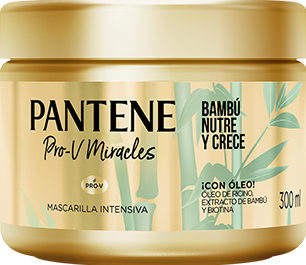 PANTENE
Pro-V Miracles
PRO-V
MASCARILLA INTENSIVA
BAMBÚ
NUTRE
Y CRECE
¡CON ÓLEO!
ÓLEO DE RICINO,
EXTRACTO DE BAMBÚ
Y BIOTINA
300 ml